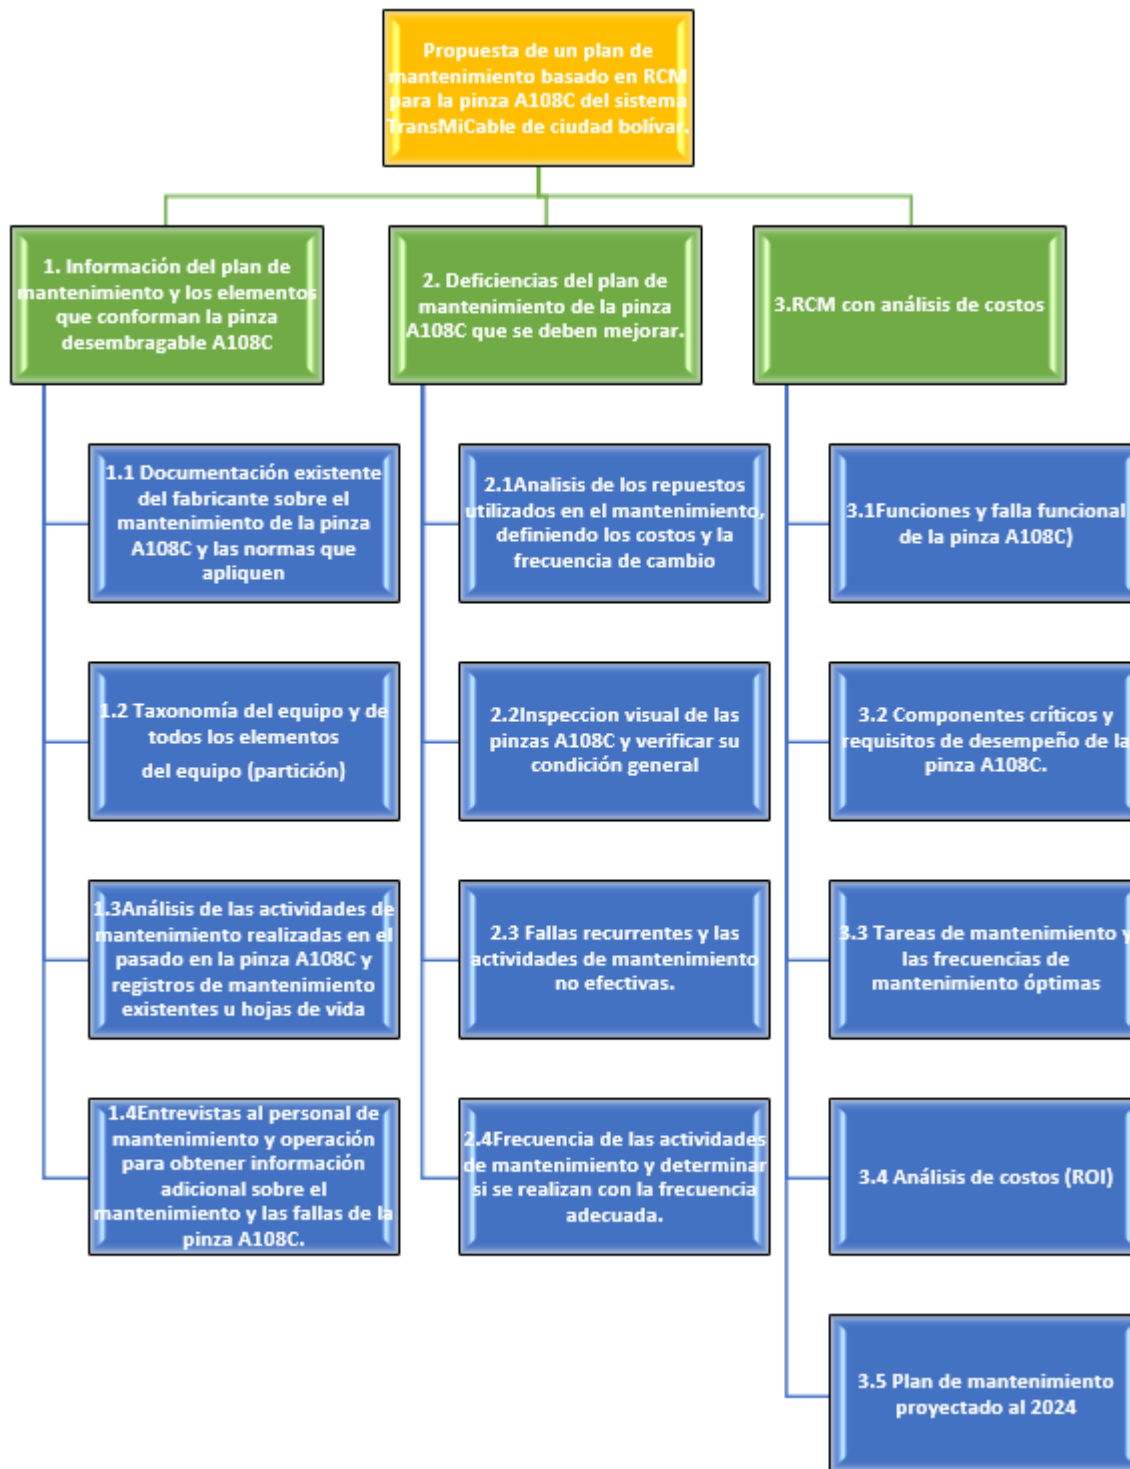 Propuesta de un plan de
mantenimiento basado en RCM
para la pinza A108C del sistema
TransMiCable de ciudad bolívar.
1. Información del plan de
mantenimiento y los elementos
que conforman la pinza
desembragable A108C
2. Deficiencias del plan de
mantenimiento de la pinza
A108C que se deben mejorar.
3.RCM con análisis de costos
1.1 Documentación existente
del fabricante sobre el
mantenimiento de la pinza
A108C y las normas que
apliquen
1.2 Taxonomía del equipo y de
todos los elementos
del equipo (partición)
1.3Análisis de las actividades de
mantenimiento realizadas en el
pasado en la pinza A108C y
registros de mantenimiento
existentes u hojas de vida
1.4Entrevistas al personal de
mantenimiento y operación
para obtener información
adicional sobre el
mantenimiento y las fallas de la
pinza A108C.
2.1Analisis de los repuestos
utilizados en el mantenimiento,
definiendo los costos y la
frecuencia de cambio
2.2Inspeccion visual de las
pinzas A108C y verificar su
condición general
2.3 Fallas recurrentes y las
actividades de mantenimiento
no efectivas.
2.4Frecuencia de las actividades
de mantenimiento y determinar
si se realizan con la frecuencia
adecuada.
3.1Funciones y falla funcional
de la pinza A108C)
3.2 Componentes críticos y
requisitos de desempeño de la
pinza A108C.
3.3 Tareas de mantenimiento y
las frecuencias de
mantenimiento óptimas
3.4 Análisis de costos (ROI)
3.5 Plan de mantenimiento
proyectado al 2024